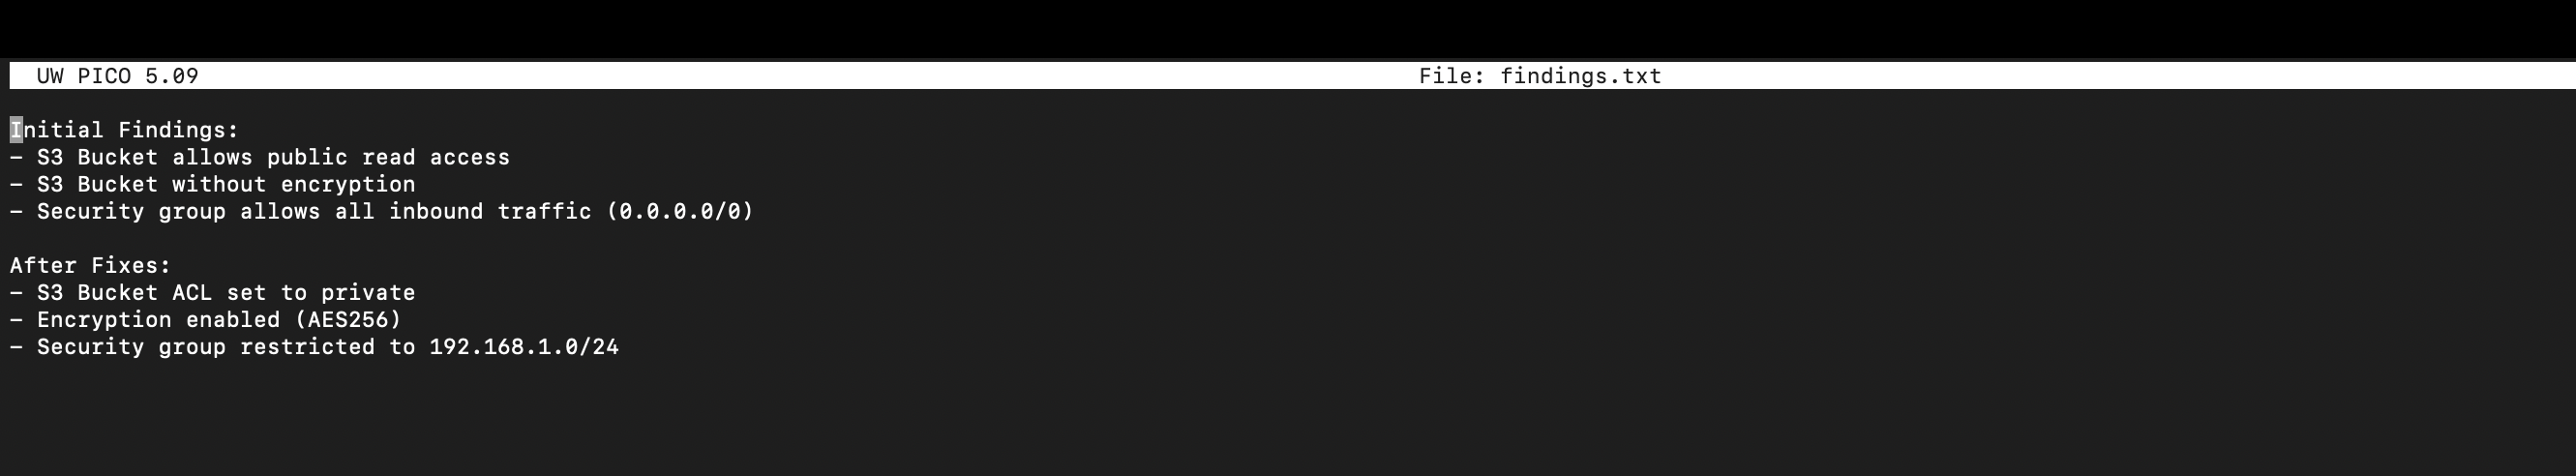 UW PICO 5.09 File: findings.txt
Initial Findings:
- S3 Bucket allows public read access
- S3 Bucket without encryption
- Security group allows all inbound traffic (0.0.0.0/0)
After Fixes:
- S3 Bucket ACL set to private
- Encryption enabled (AES256)
- Security group restricted to 192.168.1.0/24